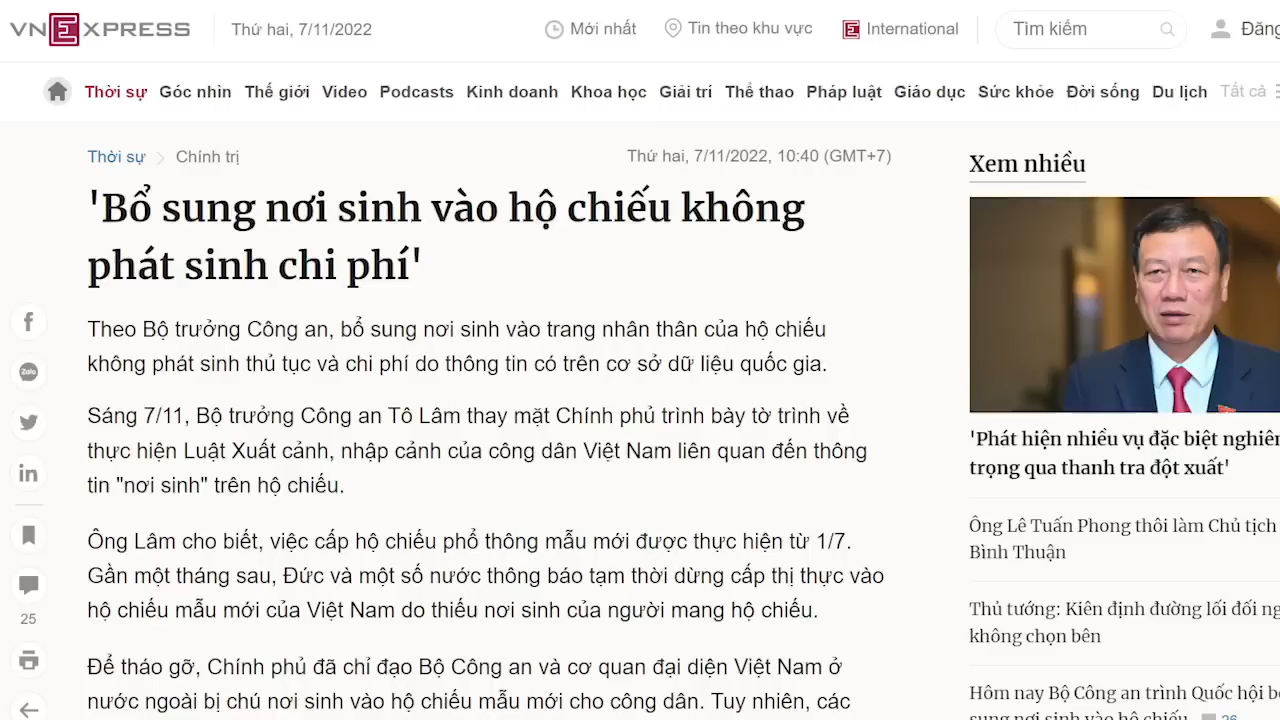 VNEXPRESS
Thứ hai, 7/11/2022
Mới nhất
Tin theo khu vực
E International
Tìm kiếm
Thời sự Góc nhìn Thế giới Video Podcasts Kinh doanh Khoa học Giải trí Thể thao Pháp luật Giáo dục Sức khỏe Đời sống Du lịch Tất cả
Thời sự Chính trị
Thứ hai, 7/11/2022, 10:40 (GMT+7)
'Bổ sung nơi sinh vào hộ chiếu không
phát sinh chi phí'
Theo Bộ trưởng Công an, bổ sung nơi sinh vào trang nhân thân của hộ chiếu
không phát sinh thủ tục và chi phí do thông tin có trên cơ sở dữ liệu quốc gia.
Sáng 7/11, Bộ trưởng Công an Tô Lâm thay mặt Chính phủ trình bày tờ trình về
thực hiện Luật Xuất cảnh, nhập cảnh của công dân Việt Nam liên quan đến thông
tin "nơi sinh" trên hộ chiếu.
Ông Lâm cho biết, việc cấp hộ chiếu phổ thông mẫu mới được thực hiện từ 1/7.
Gần một tháng sau, Đức và một số nước thông báo tạm thời dừng cấp thị thực vào
hộ chiếu mẫu mới của Việt Nam do thiếu nơi sinh của người mang hộ chiếu.
Để tháo gỡ, Chính phủ đã chỉ đạo Bộ Công an và cơ quan đại diện Việt Nam ở
nước ngoài bị chú nơi sinh vào hộ chiếu mẫu mới cho công dân. Tuy nhiên, các
Zalo
25
Xem nhiều
'Phát hiện nhiều vụ đặc biệt
trọng qua thanh tra đột xuất'
Ông Lê Tuấn Phong thôi làm Chủ tịch
Bình Thuận
Thủ tướng: Kiên định đường lối đối
không chọn bên
Hôm nay Bộ Công an trình Quốc hội
sung nơi sinh vào hộ chiếu 26